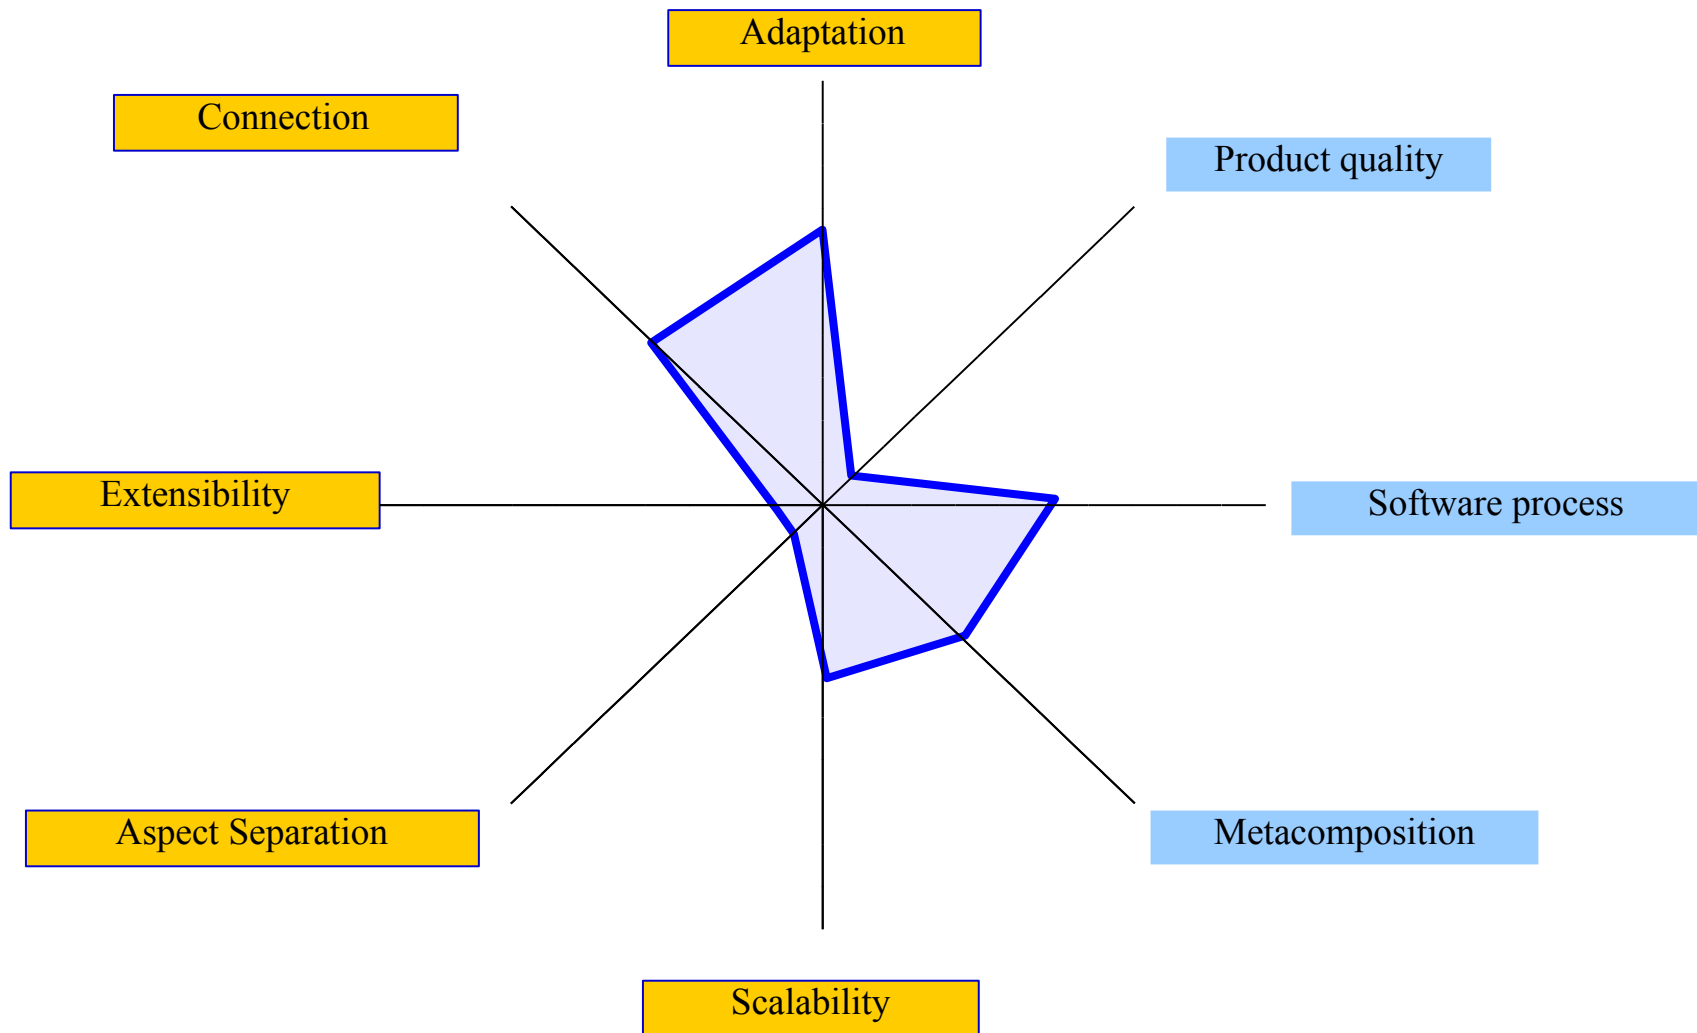 Adaptation
Connection
Product quality
Extensibility
Software process
Aspect Separation
Metacomposition
Scalability